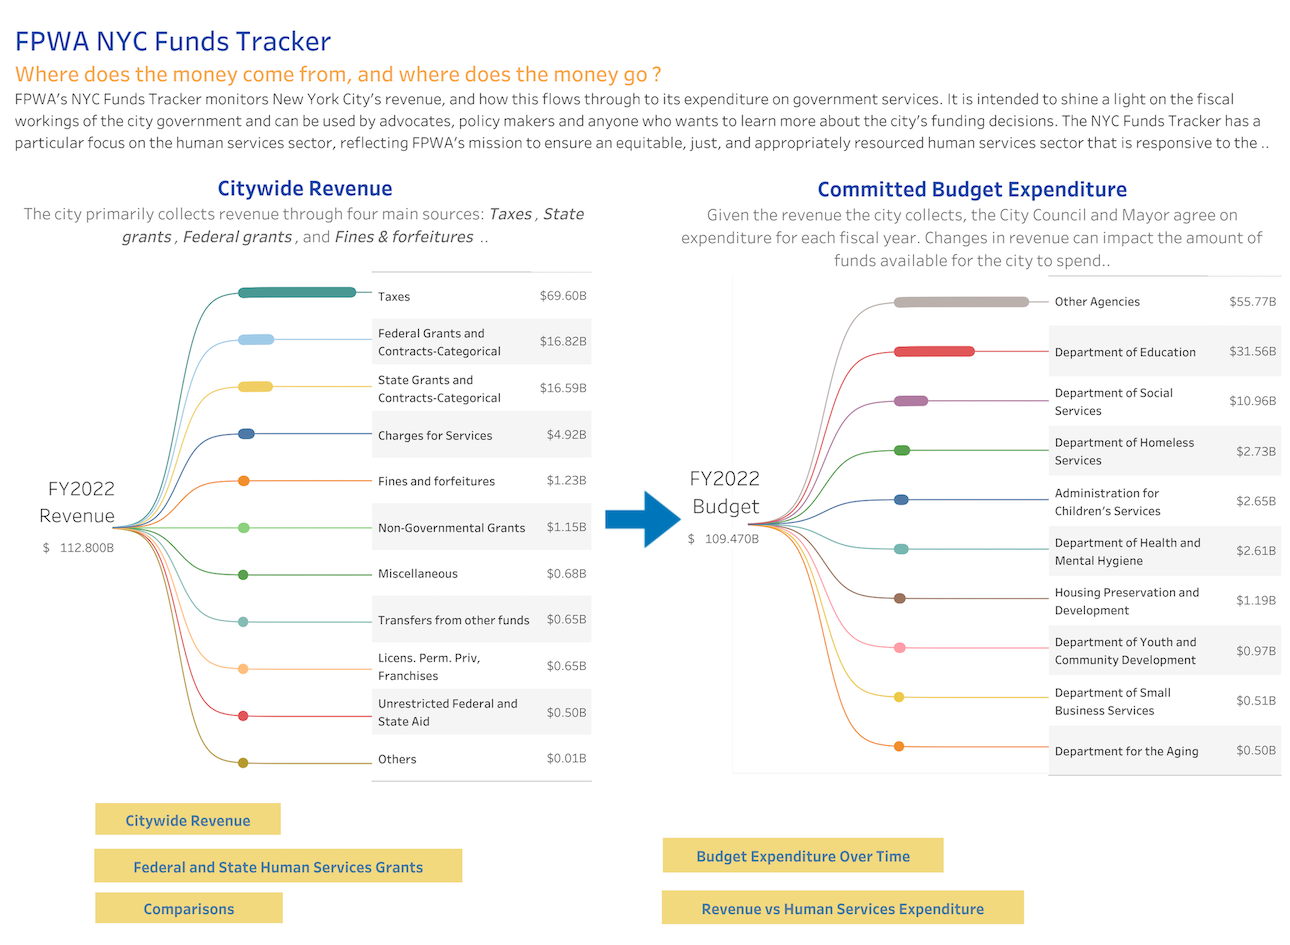 FPWA NYC Funds Tracker
Where does the money come from, and where does the money go ?
FPWA's NYC Funds Tracker monitors New York City's revenue, and how this flows through to its expenditure on government services. It is intended to shine a light on the fiscal
workings of the city government and can be used by advocates, policy makers and anyone who wants to learn more about the city's funding decisions. The NYC Funds Tracker has a
particular focus on the human services sector, reflecting FPWA's mission to ensure an equitable, just, and appropriately resourced human services sector that is responsive to the ..
Citywide Revenue
The city primarily collects revenue through four main sources: Taxes , State
grants , Federal grants , and Fines & forfeitures ..
FY2022
Revenue
$ 112.800B
Taxes $69.60B
Federal Grants and
Contracts-Categorical $16.82B
State Grants and
Contracts-Categorical $16.59B
Charges for Services $4.92B
Fines and forfeitures $1.23B
Non-Governmental Grants $1.15B
Miscellaneous $0.68B
Transfers from other funds $0.65B
Licens. Perm. Priv,
Franchises $0.65B
Unrestricted Federal and
State Aid $0.50B
Others $0.01B
Citywide Revenue
Federal and State Human Services Grants
Comparisons
Committed Budget Expenditure
Given the revenue the city collects, the City Council and Mayor agree on
expenditure for each fiscal year. Changes in revenue can impact the amount of
funds available for the city to spend..
FY2022
Budget
$ 109.470B
Other Agencies $55.77B
Department of Education $31.56B
Department of Social
Services $10.96B
Department of Homeless
Services $2.73B
Administration for
Children's Services $2.65B
Department of Health and
Mental Hygiene $2.61B
Housing Preservation and
Development $1.19B
Department of Youth and
Community Development $0.97B
Department of Small
Business Services $0.51B
Department for the Aging $0.50B
Budget Expenditure Over Time
Revenue vs Human Services Expenditure